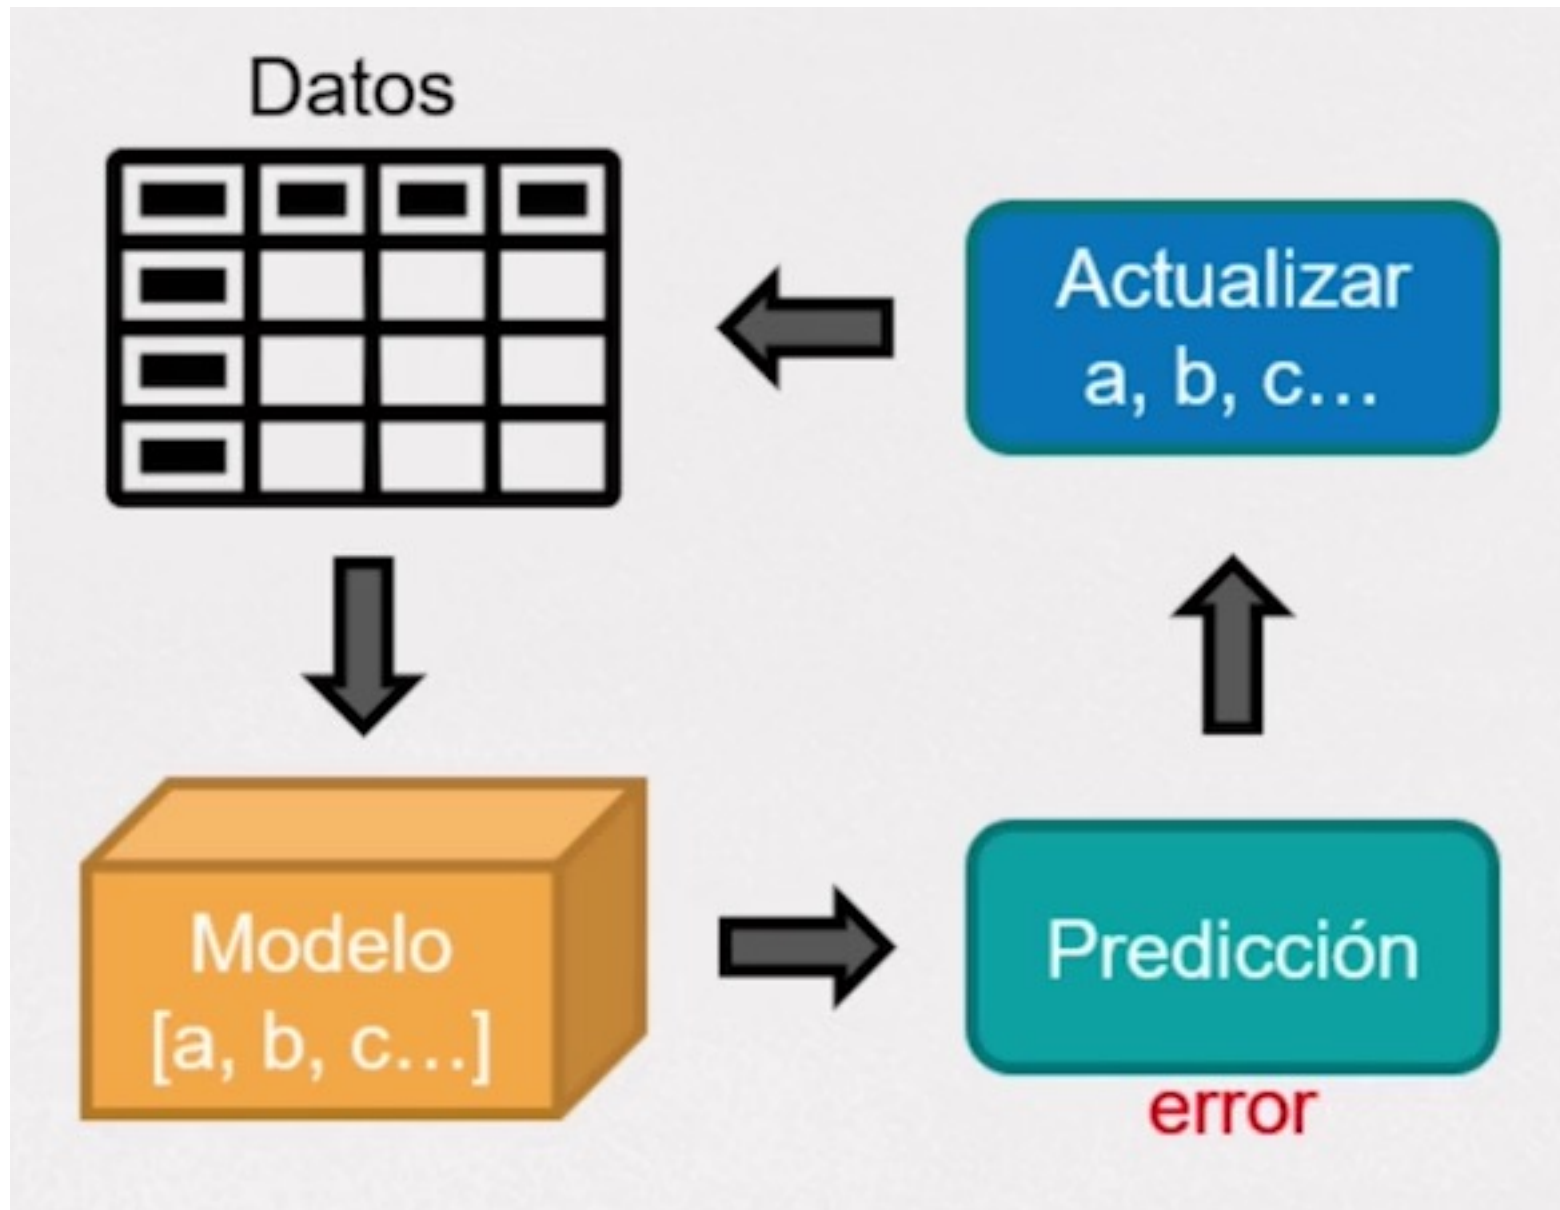 Datos
Actualizar
a, b, c...
Modelo
[a, b, c...]
Predicción
error